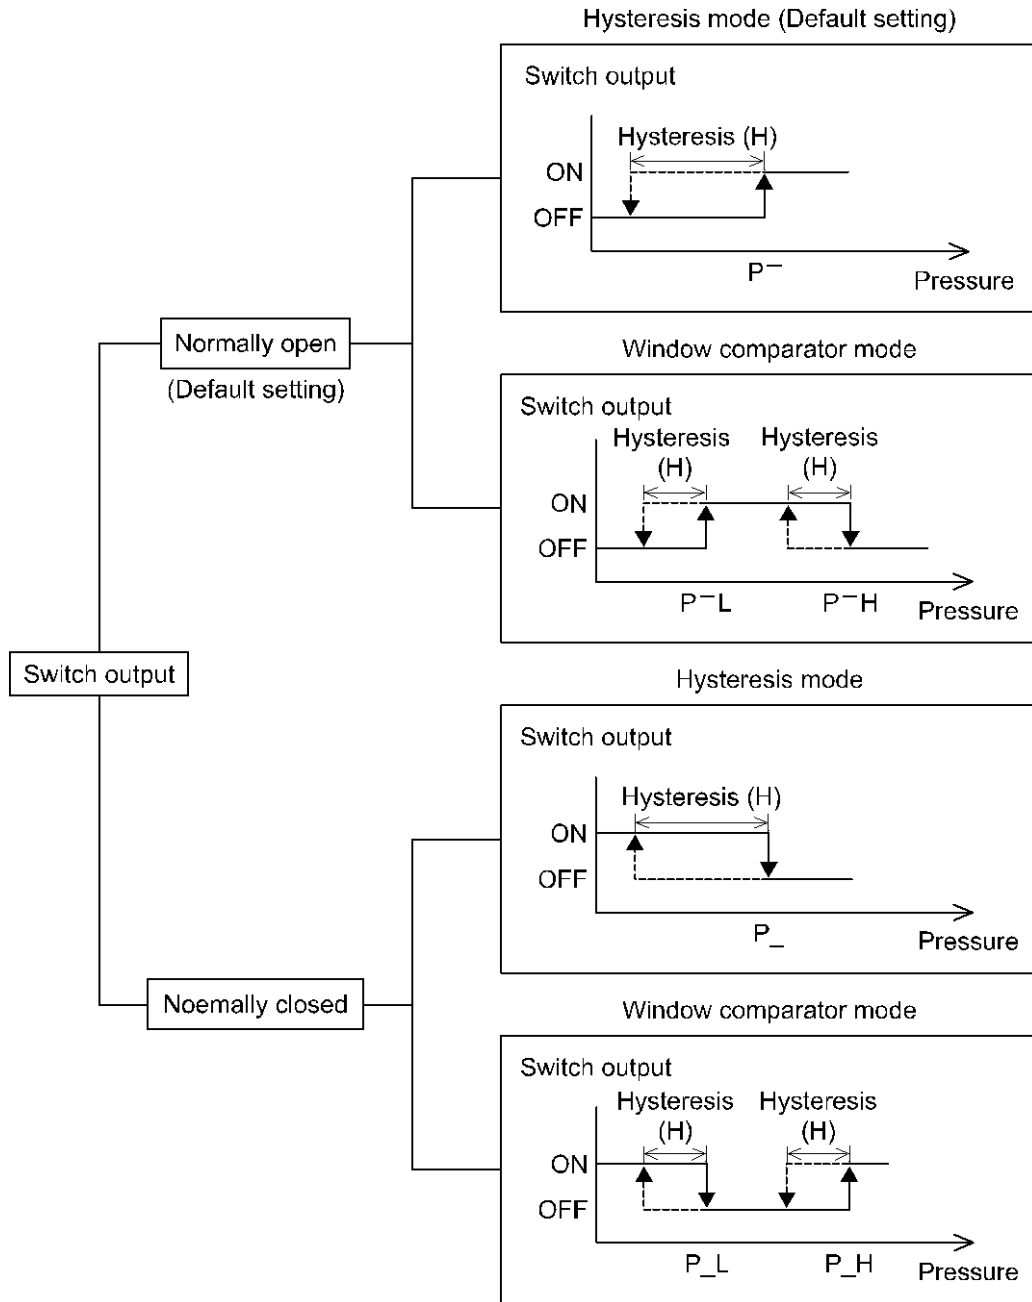 Hysteresis mode (Default setting)
Switch output
Hysteresis (H)
ON
OFF
P¯
Pressure
Normally open
(Default setting)
Window comparator mode
Switch output
Hysteresis
(H)
Hysteresis
(H)
ON
OFF
P¯L
P¯H
Pressure
Switch output
Hysteresis mode
Switch output
Hysteresis (H)
ON
OFF
P_
Pressure
Noemally closed
Window comparator mode
Switch output
Hysteresis
(H)
Hysteresis
(H)
ON
OFF
P_L
P_H
Pressure